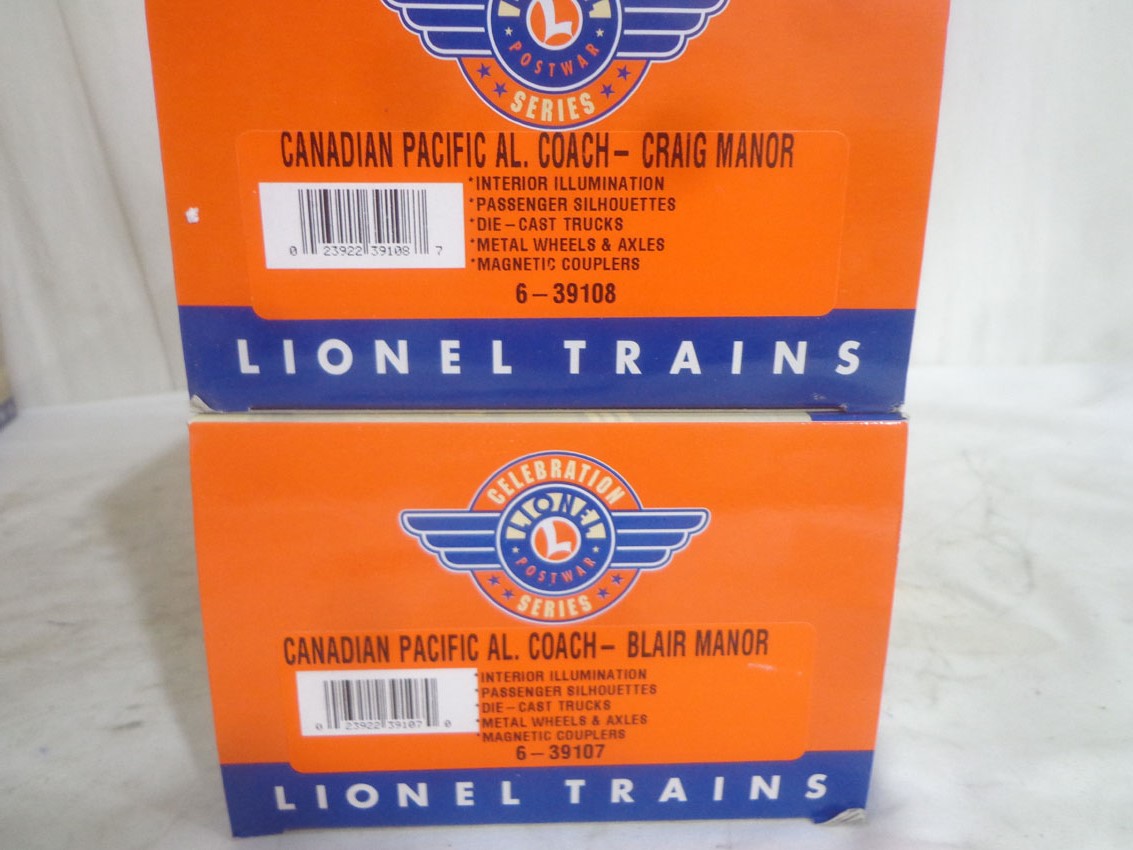 L
POSTWAR
SERIES
CANADIAN PACIFIC AL. COACH– CRAIG MANOR
*INTERIOR ILLUMINATION
*PASSENGER SILHOUETTES
*DIE–CAST TRUCKS
*METAL WHEELS & AXLES
*MAGNETIC COUPLERS
0 23922 39108 7
6–39108
LIONEL TRAINS
CELEBRATION
LIONEL
L
POSTWAR
SERIES
CANADIAN PACIFIC AL. COACH– BLAIR MANOR
*INTERIOR ILLUMINATION
*PASSENGER SILHOUETTES
*DIE–CAST TRUCKS
*METAL WHEELS & AXLES
*MAGNETIC COUPLERS
0 23922 39107 0
6–39107
LIONEL TRAINS